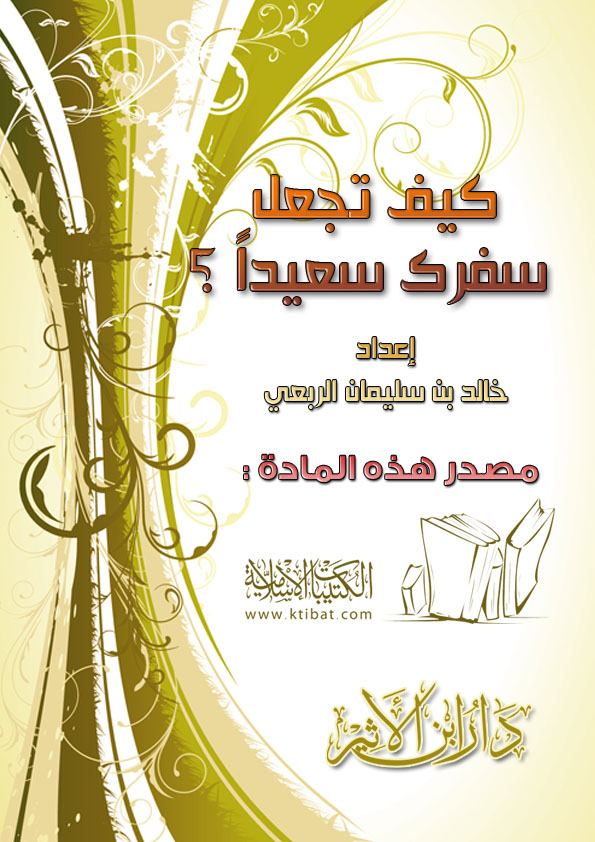 كيف تجعل
سفرك سعيداً ؟
إعداد
خالد بن سليمان الربعي
مصدر هذه المادة :
الكتيبات الإسلامية
www.ktibat.com
دار ابن الأثير